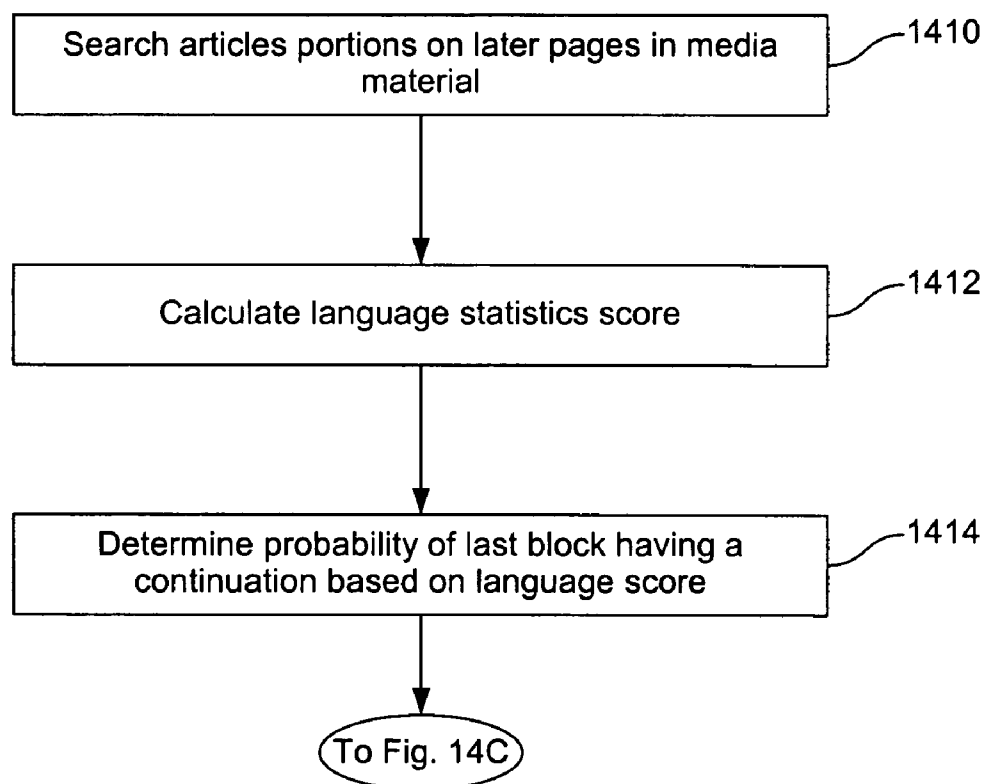 Search articles portions on later pages in media
material
1410
Calculate language statistics score
1412
Determine probability of last block having a
continuation based on language score
1414
To Fig. 14C